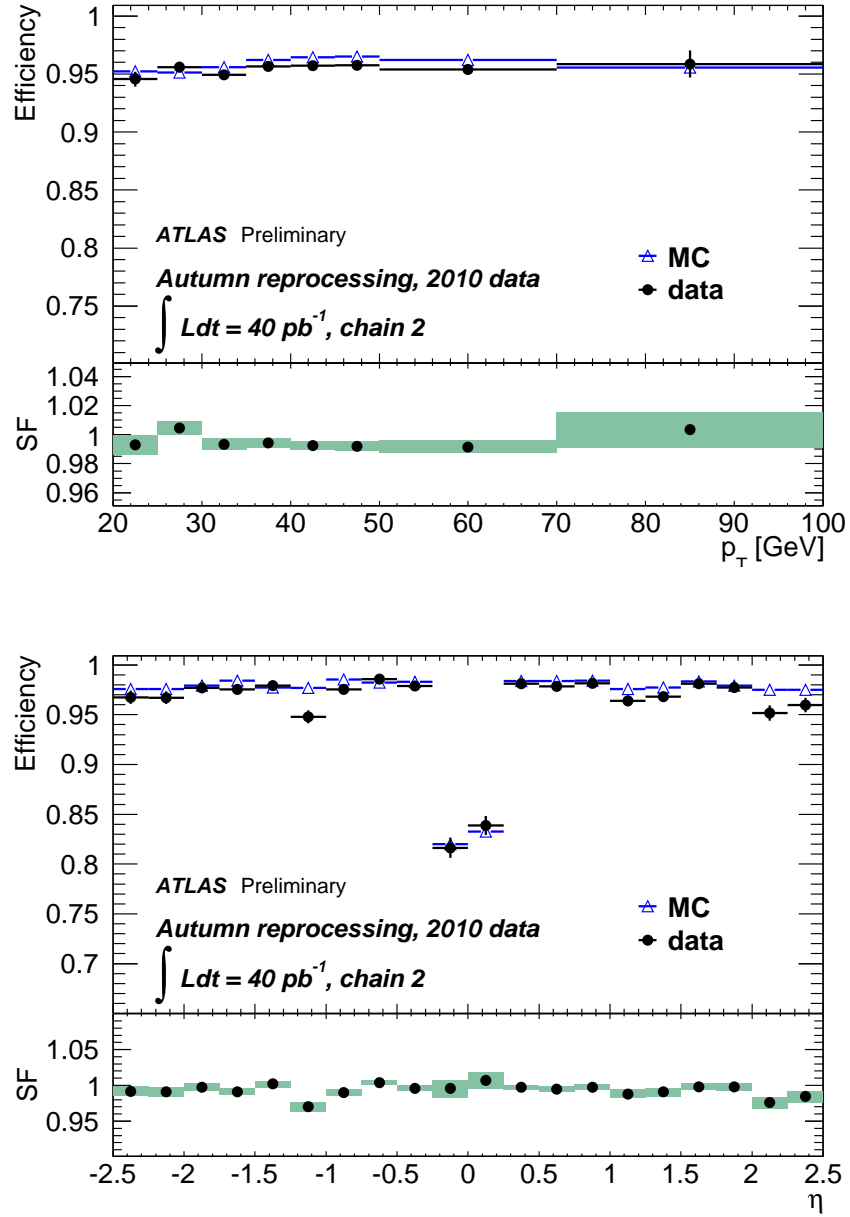 Efficiency
1
0.95
0.9
0.85
0.8
0.75
ATLAS Preliminary
Autumn reprocessing, 2010 data
∫ Ldt = 40 pb⁻¹, chain 2
MC
data
SF
1.04
1.02
1
0.98
0.96
20 30 40 50 60 70 80 90 100
p_T [GeV]
Efficiency
1
0.95
0.9
0.85
0.8
0.75
0.7
ATLAS Preliminary
Autumn reprocessing, 2010 data
∫ Ldt = 40 pb⁻¹, chain 2
MC
data
SF
1.05
1
0.95
-2.5 -2 -1.5 -1 -0.5 0 0.5 1 1.5 2 2.5
η